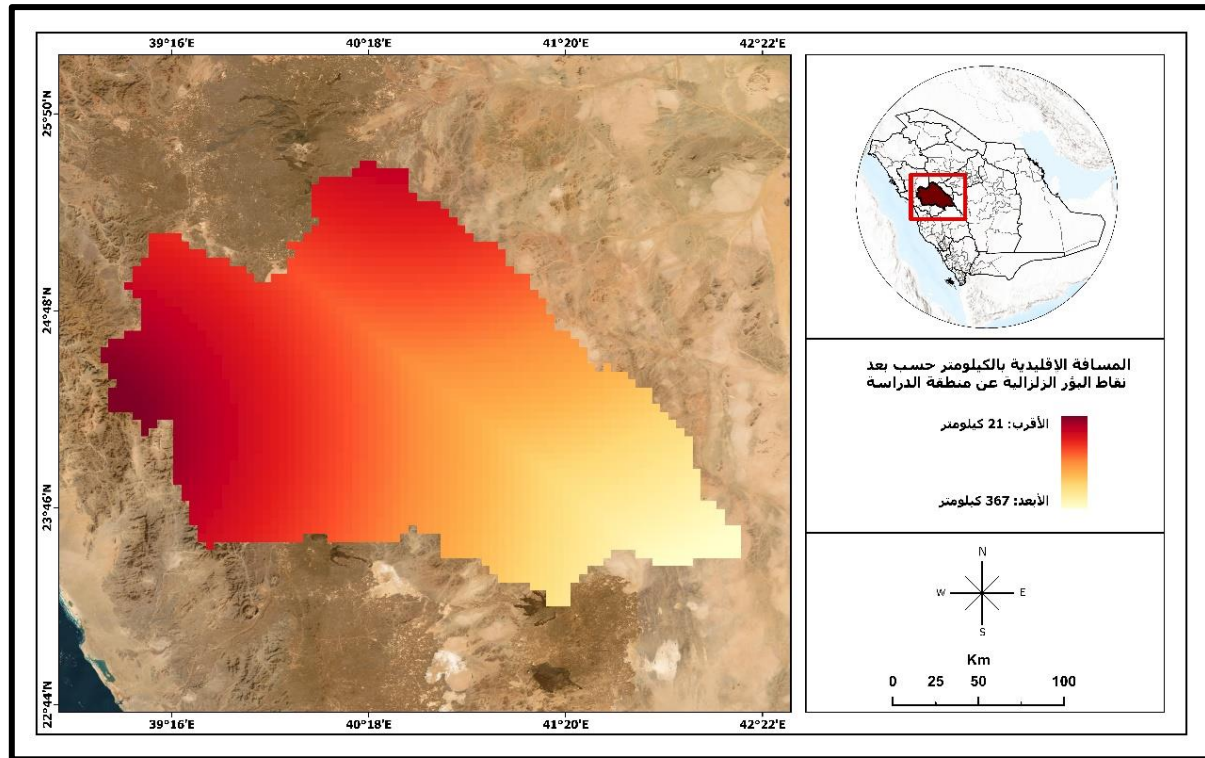 39°16'E
40°18'E
41°20'E
42°22'E
25°50'N
24°48'N
23°46'N
22°44'N
39°16'E
40°18'E
41°20'E
42°22'E
المسافة الاقليدية بالكيلومتر حسب بعد
نقاط البؤر الزلزالية عن منطقة الدراسة
الأقرب: 21 كيلومتر
الأبعد: 367 كيلومتر
N
W
E
S
Km
0 25 50 100